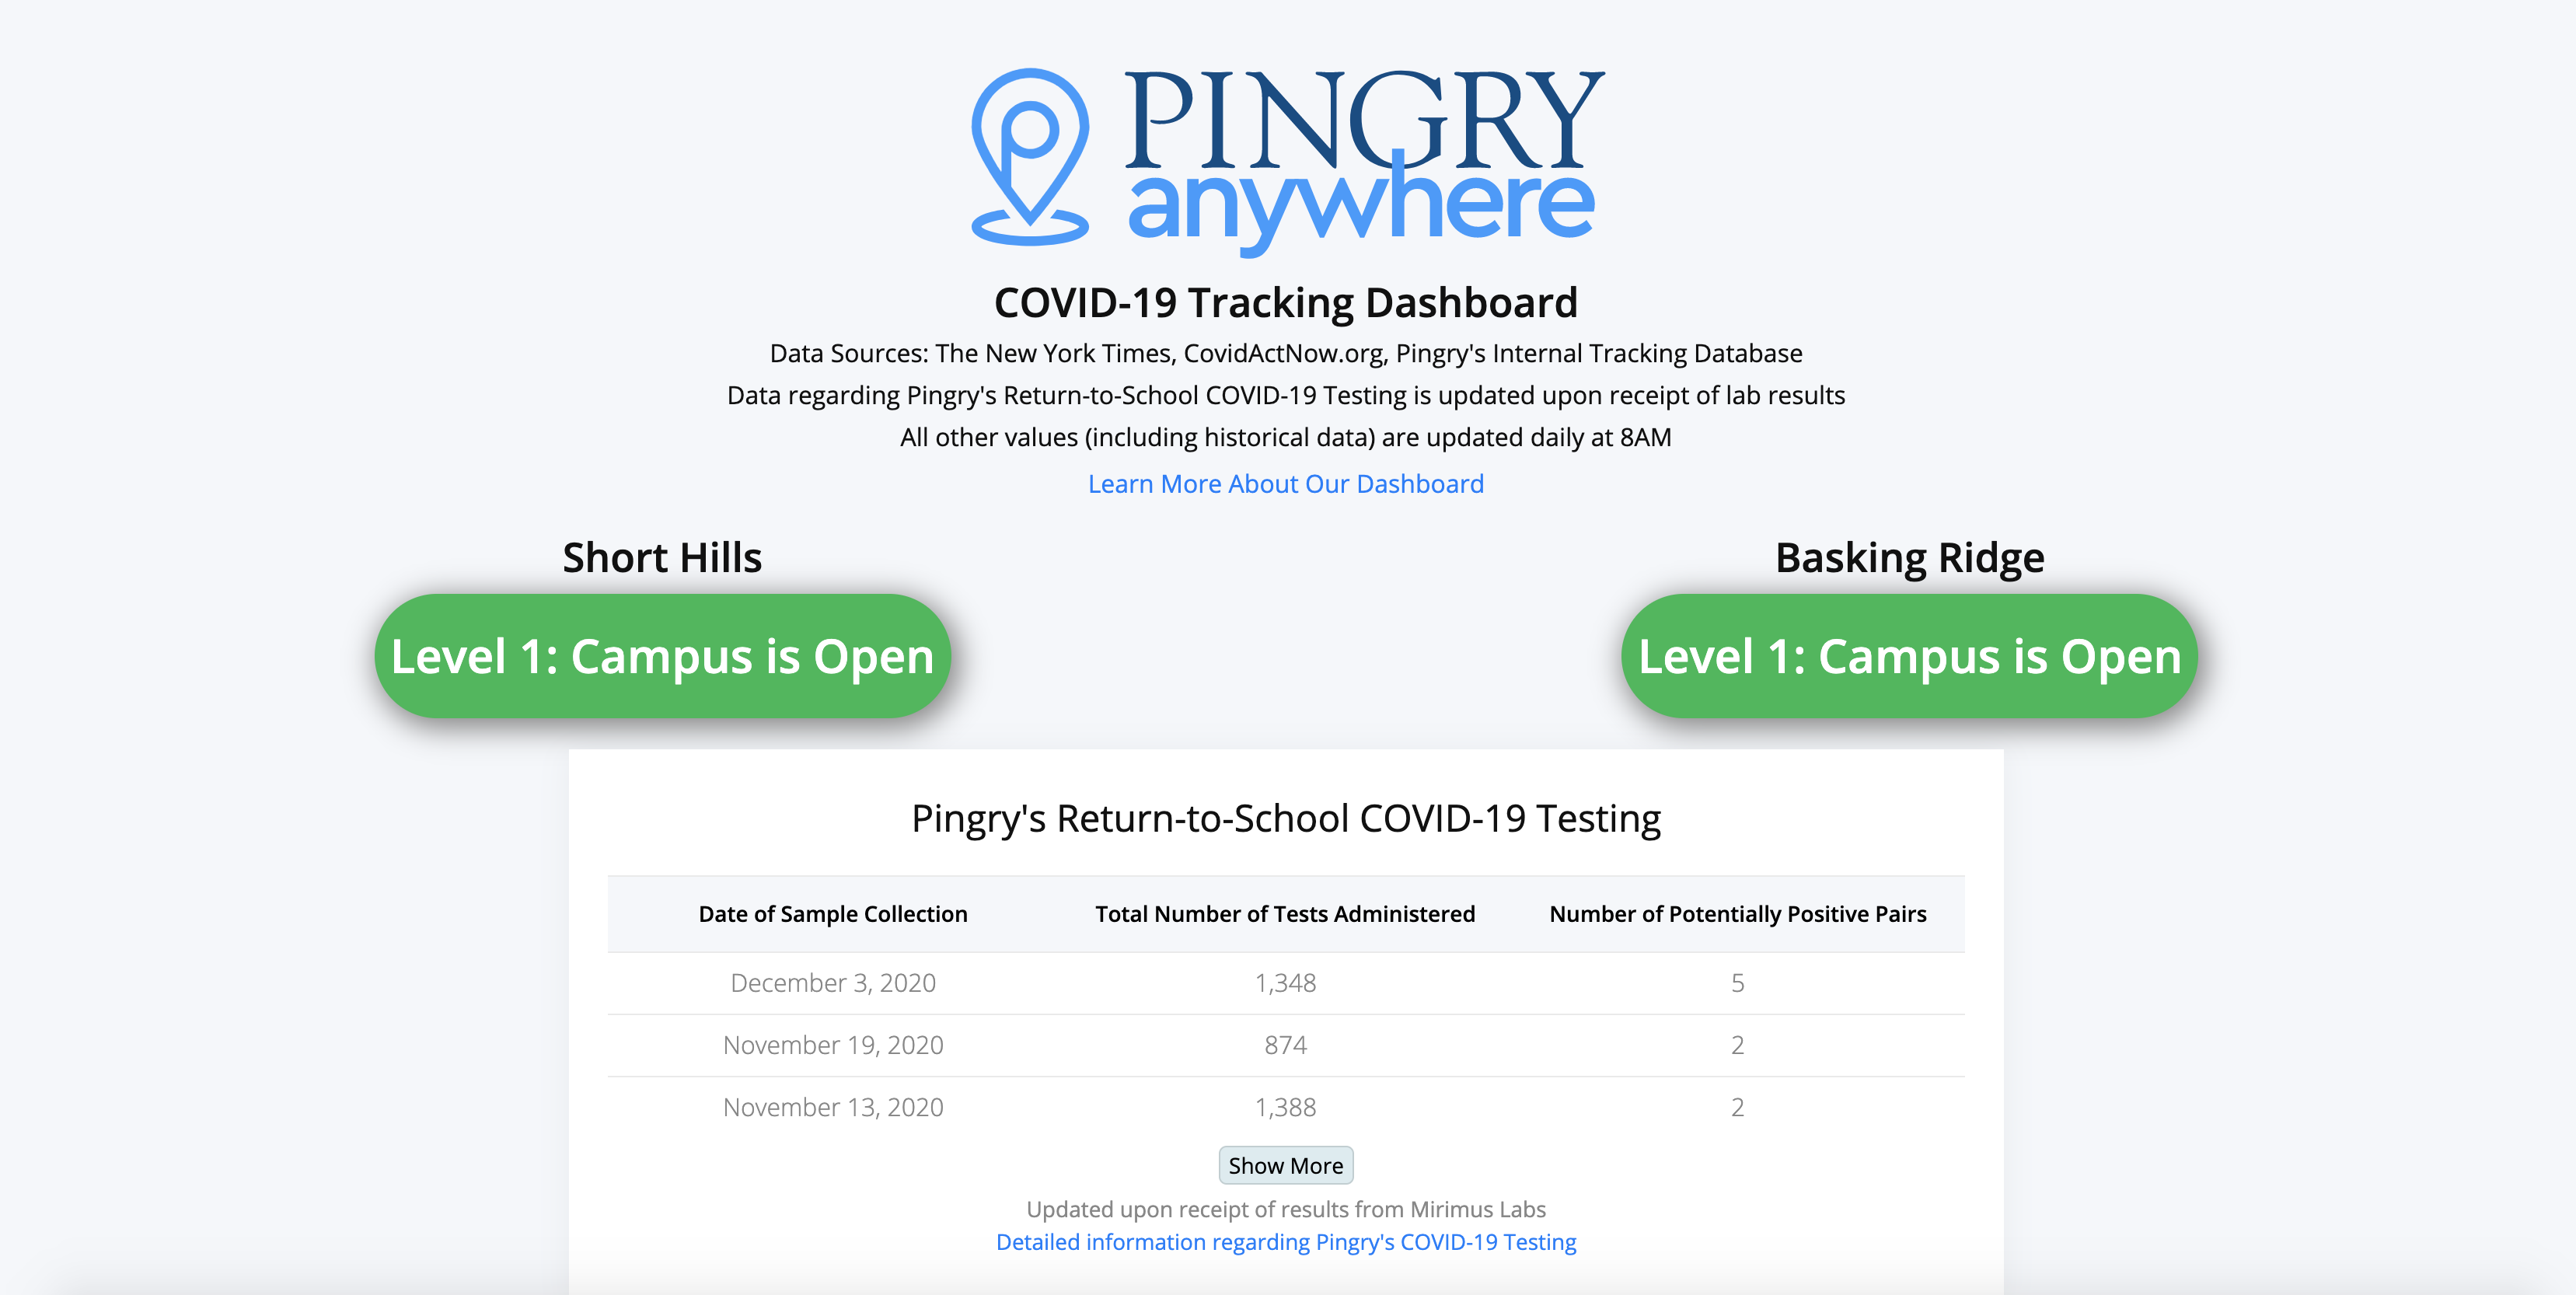 PINGRY
anywhere
COVID-19 Tracking Dashboard
Data Sources: The New York Times, CovidActNow.org, Pingry's Internal Tracking Database
Data regarding Pingry's Return-to-School COVID-19 Testing is updated upon receipt of lab results
All other values (including historical data) are updated daily at 8AM
Learn More About Our Dashboard
Short Hills
Level 1: Campus is Open
Basking Ridge
Level 1: Campus is Open
Pingry's Return-to-School COVID-19 Testing
Date of Sample Collection Total Number of Tests Administered Number of Potentially Positive Pairs
December 3, 2020 1,348 5
November 19, 2020 874 2
November 13, 2020 1,388 2
Show More
Updated upon receipt of results from Mirimus Labs
Detailed information regarding Pingry's COVID-19 Testing